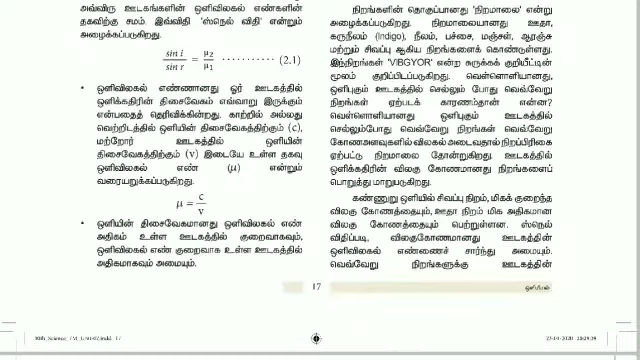 அவ்விரு ஊடகங்களின் ஒளிவிலகல் எண்களின்
தகவிற்கு சமம். இவ்விதி 'ஸ்நெல் விதி' என்றும்
அழைக்கப்படுகிறது.
sin i / sin r = μ₂ / μ₁ ··········· (2.1)
• ஒளிவிலகல் எண்ணானது ஓர் ஊடகத்தில்
ஒளிக்கதிரின் திசைவேகம் எவ்வாறு இருக்கும்
என்பதைத் தெரிவிக்கின்றது. காற்றில் அல்லது
வெற்றிடத்தில் ஒளியின் திசைவேகத்திற்கும் (c),
மற்றோர் ஊடகத்தில் ஒளியின்
திசைவேகத்திற்கும் (v) இடையே உள்ள தகவு
ஒளிவிலகல் எண் (μ) என்றும்
வரையறுக்கப்படுகிறது.
μ = c / v
• ஒளியின் திசைவேகமானது ஒளிவிலகல் எண்
அதிகம் உள்ள ஊடகத்தில் குறைவாகவும்,
ஒளிவிலகல் எண் குறைவாக உள்ள ஊடகத்தில்
அதிகமாகவும் அமையும்.
நிறங்களின் தொகுப்பானது 'நிறமாலை' என்று
அழைக்கப்படுகிறது. நிறமாலையானது ஊதா,
கருநீலம் (Indigo), நீலம், பச்சை, மஞ்சள், ஆரஞ்சு
மற்றும் சிவப்பு ஆகிய நிறங்களைக் கொண்டுள்ளது.
இந்நிறங்கள் 'VIBGYOR' என்ற சுருக்கக் குறியீட்டின்
மூலம் குறிப்பிடப்படுகிறது. வெள்ளொளியானது,
ஒளிபுகும் ஊடகத்தில் செல்லும் போது வெவ்வேறு
நிறங்கள் ஏற்படக் காரணம்தான் என்ன?
வெள்ளொளியானது ஒளிபுகும் ஊடகத்தில்
செல்லும்போது வெவ்வேறு நிறங்கள் வெவ்வேறு
கோணஅளவுகளில் விலகல் அடைவதால் நிறப்பிரிகை
ஏற்பட்டு நிறமாலை தோன்றுகிறது. ஊடகத்தில்
ஒளிக்கதிரின் விலகு கோணமானது நிறங்களைப்
பொறுத்து மாறுபடுகிறது.
கண்ணுறு ஒளியில் சிவப்பு நிறம், மிகக் குறைந்த
விலகு கோணத்தையும், ஊதா நிறம் மிக அதிகமான
விலகு கோணத்தையும் பெற்றுள்ளன. ஸ்நெல்
விதிப்படி, விலகுகோணமானது ஊடகத்தின்
ஒளிவிலகல் எண்ணைச் சார்ந்து அமையும்.
வெவ்வேறு நிறங்களுக்கு ஊடகத்தின்
17
ஒளியியல்